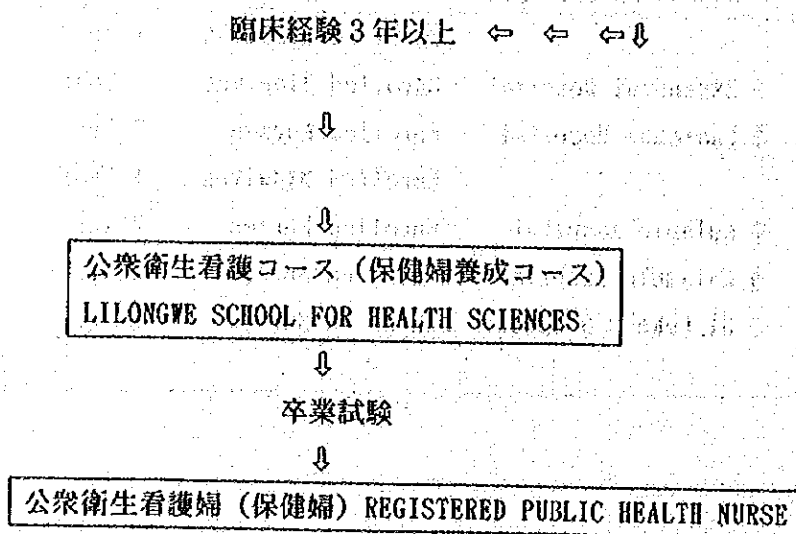 臨床経験3年以上 ⇦ ⇦ ⇦⇩
⇩
⇩
公衆衛生看護コース（保健婦養成コース）
LILONGWE SCHOOL FOR HEALTH SCIENCES
⇩
卒業試験
⇩
公衆衛生看護婦（保健婦）REGISTERED PUBLIC HEALTH NURSE